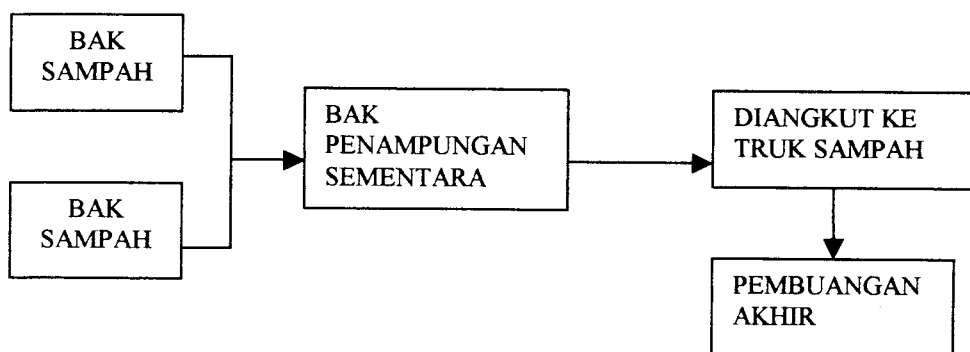 BAK
SAMPAH
BAK
SAMPAH
BAK
PENAMPUNGAN
SEMENTARA
DIANGKUT KE
TRUK SAMPAH
PEMBUANGAN
AKHIR